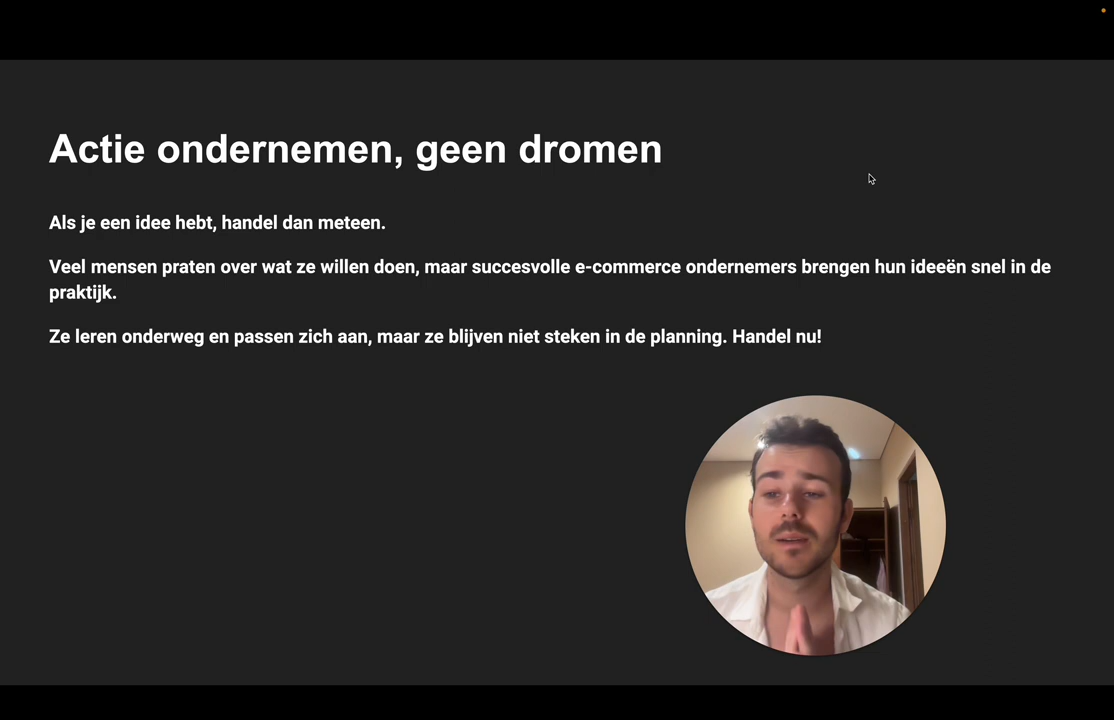 Actie ondernemen, geen dromen
Als je een idee hebt, handel dan meteen.
Veel mensen praten over wat ze willen doen, maar succesvolle e-commerce ondernemers brengen hun ideeën snel in de
praktijk.
Ze leren onderweg en passen zich aan, maar ze blijven niet steken in de planning. Handel nu!